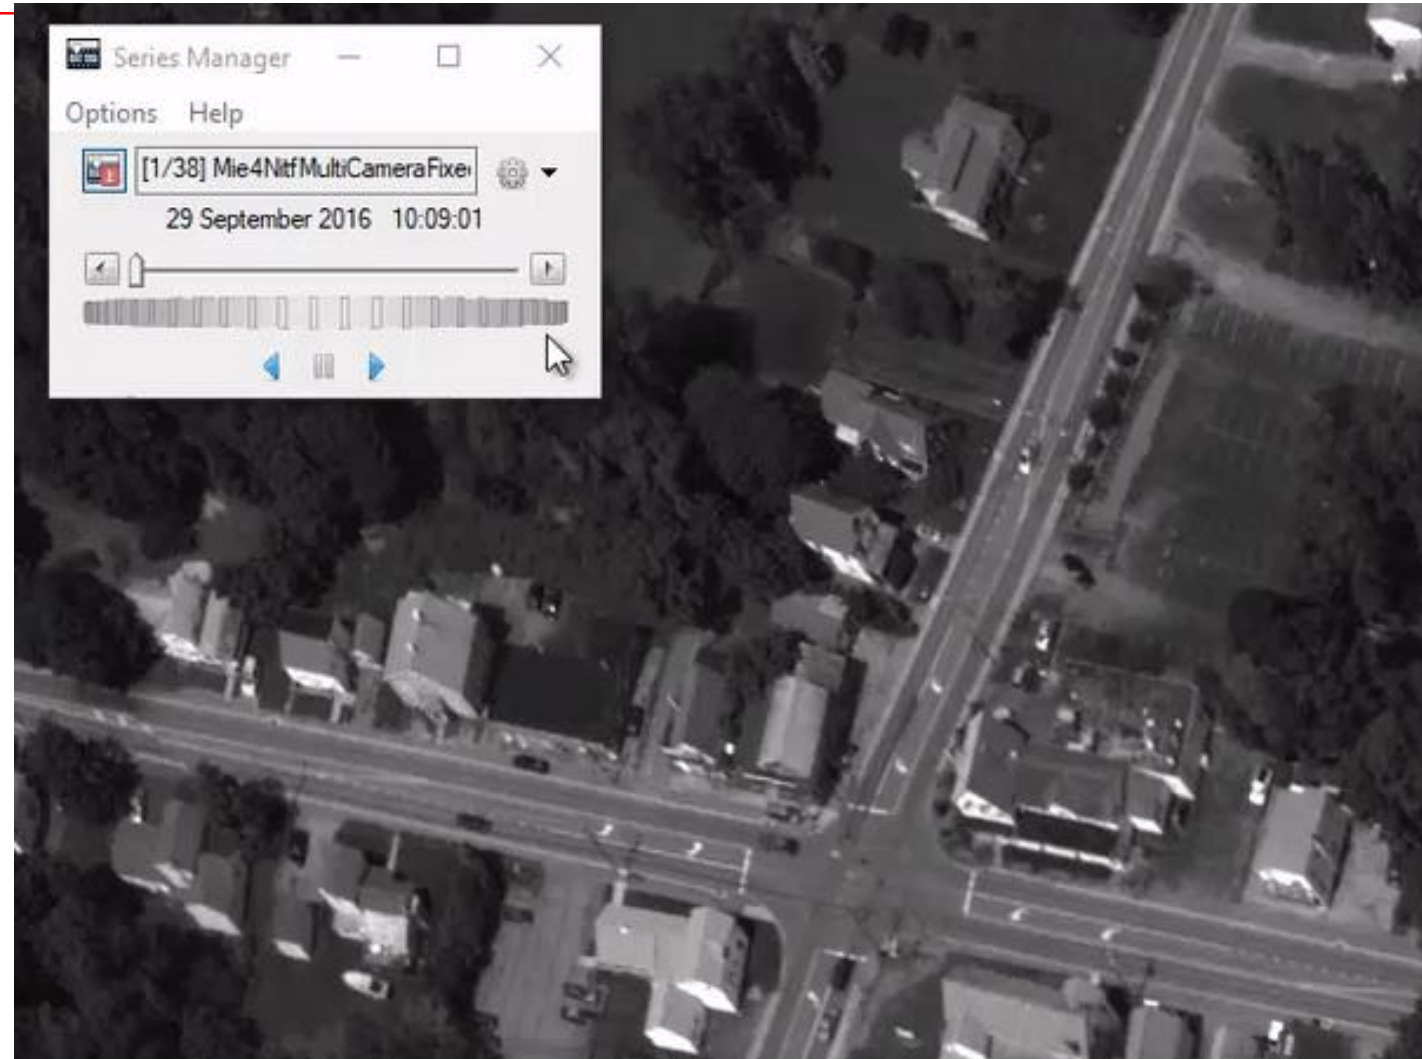 Series Manager
Options Help
[1/38] Mie4NitfMultiCameraFixe
29 September 2016 10:09:01